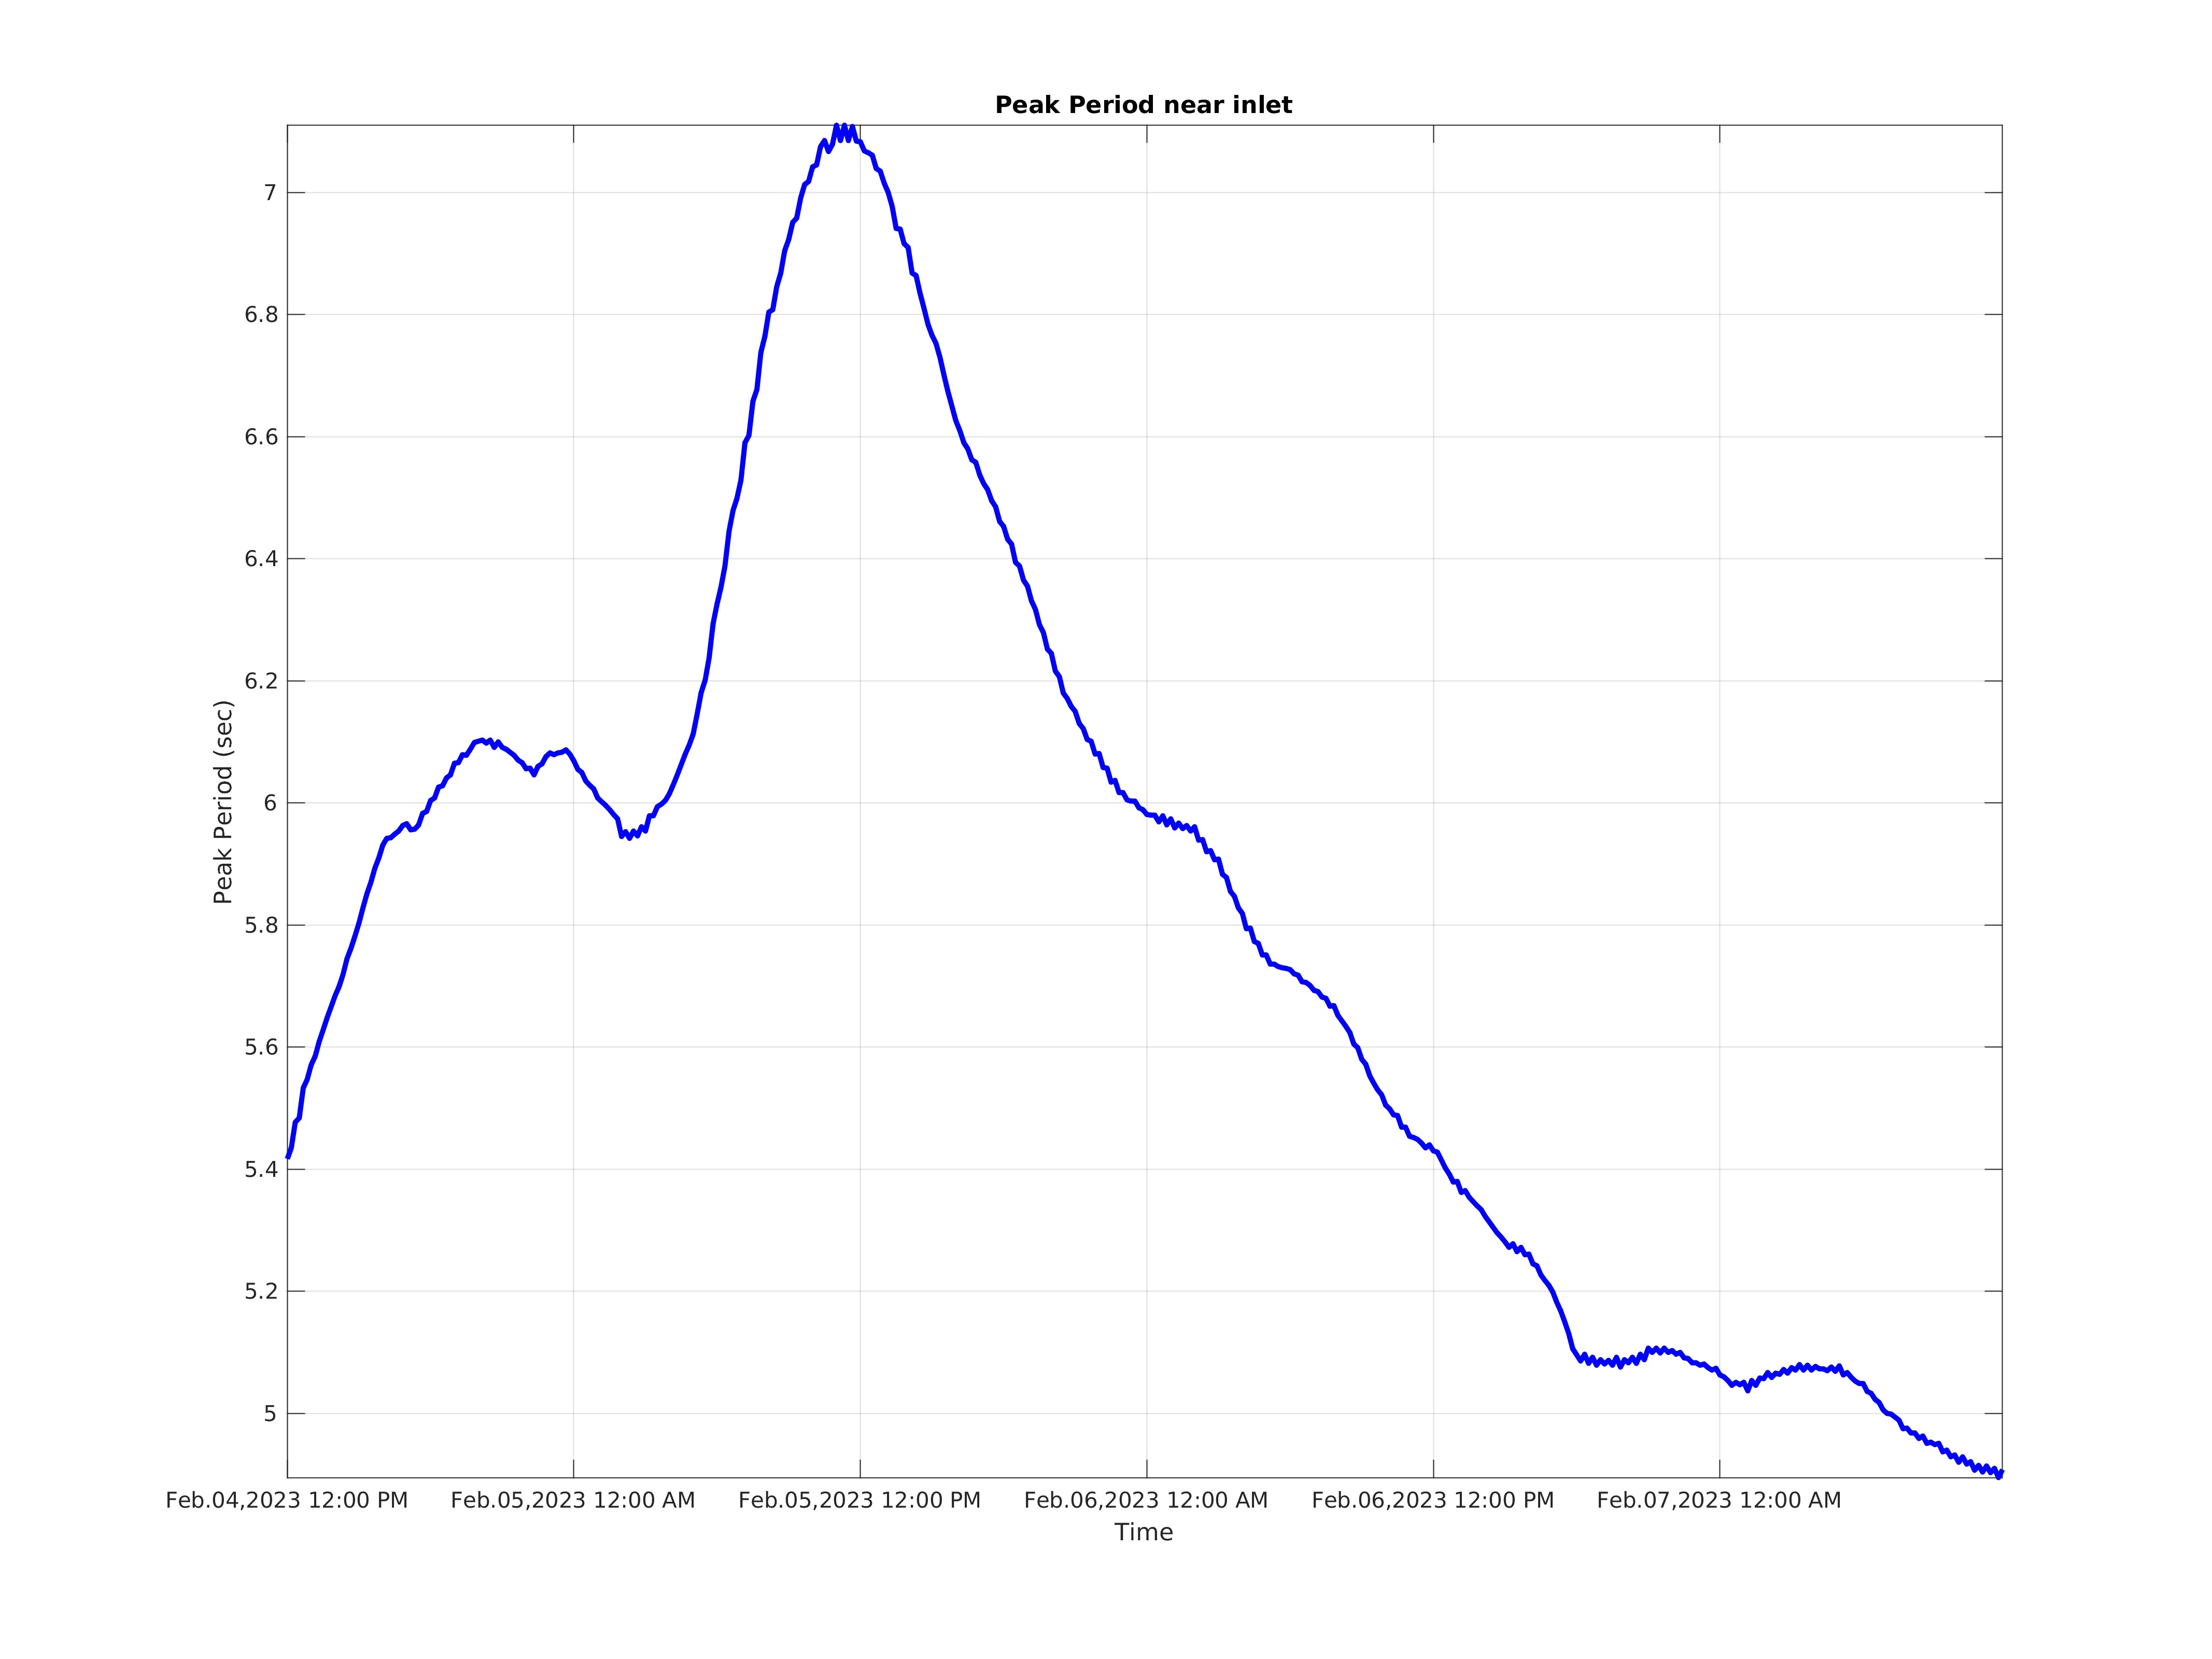 Peak Period near inlet
7
6.8
6.6
6.4
6.2
6
5.8
5.6
5.4
5.2
5
Peak Period (sec)
Feb.04,2023 12:00 PM Feb.05,2023 12:00 AM Feb.05,2023 12:00 PM Feb.06,2023 12:00 AM Feb.06,2023 12:00 PM Feb.07,2023 12:00 AM
Time